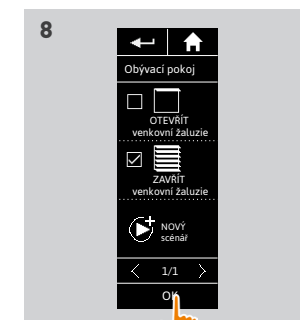 8
Obývací pokoj
OTEVŘÍT
venkovní žaluzie
ZAVŘÍT
venkovní žaluzie
NOVÝ
scénář
1/1
OK